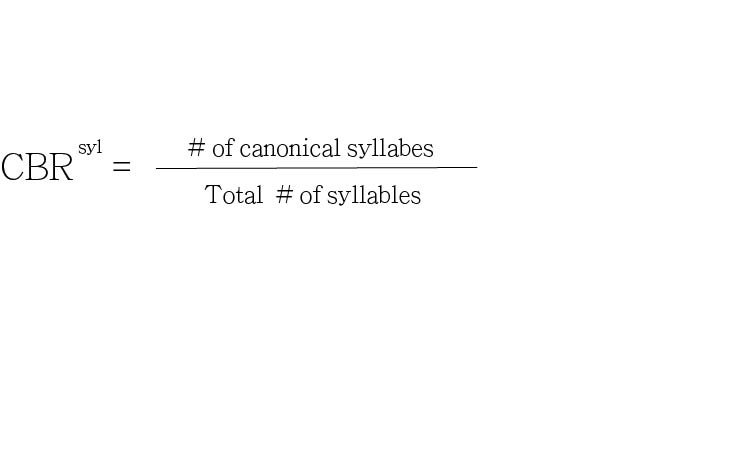 # of canonical syllabes
CBR syl =
Total # of syllables